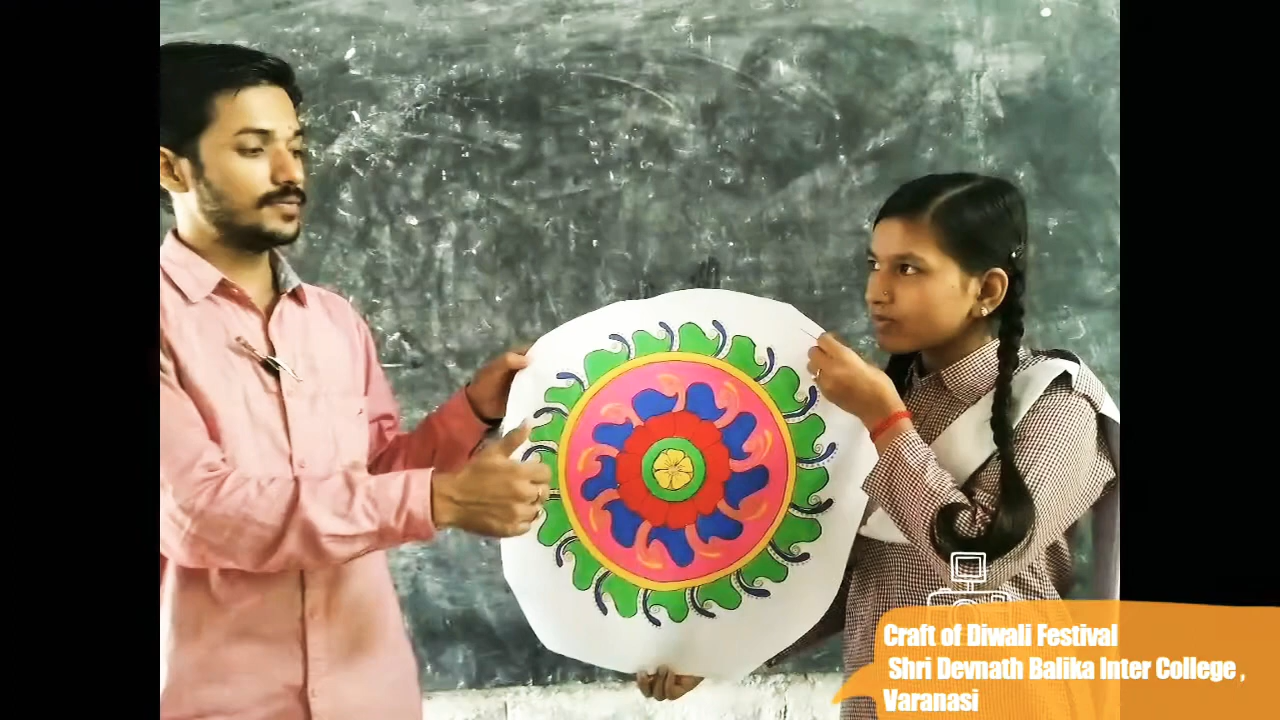 Craft of Diwali Festival
Shri Devnath Balika Inter College ,
Varanasi